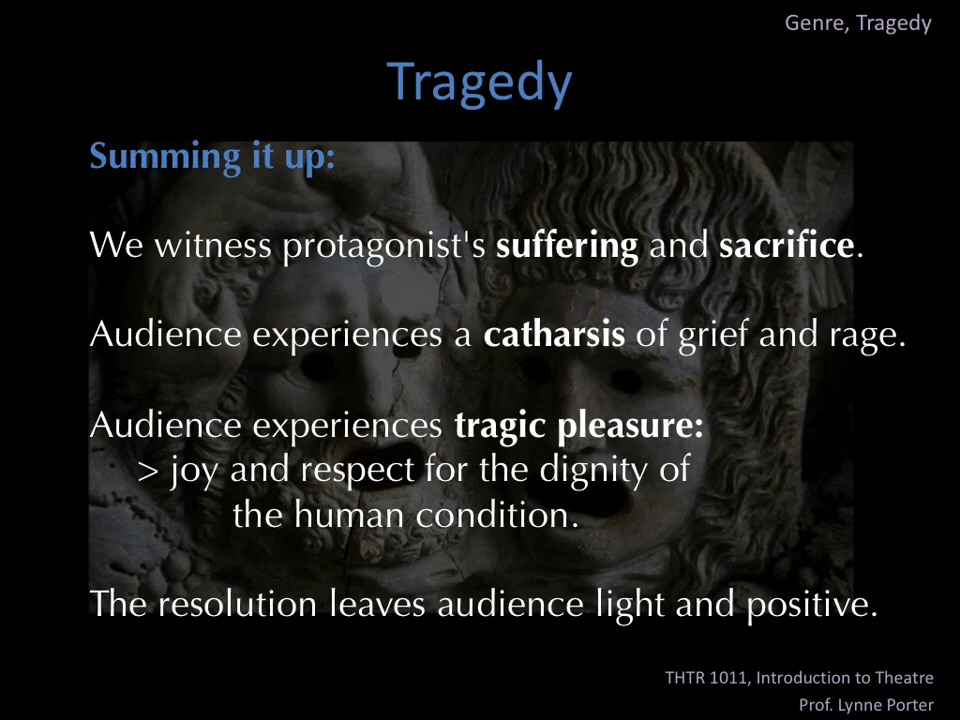 Genre, Tragedy
Tragedy
Summing it up:
We witness protagonist's suffering and sacrifice.
Audience experiences a catharsis of grief and rage.
Audience experiences tragic pleasure:
> joy and respect for the dignity of
the human condition.
The resolution leaves audience light and positive.
THTR 1011, Introduction to Theatre
Prof. Lynne Porter